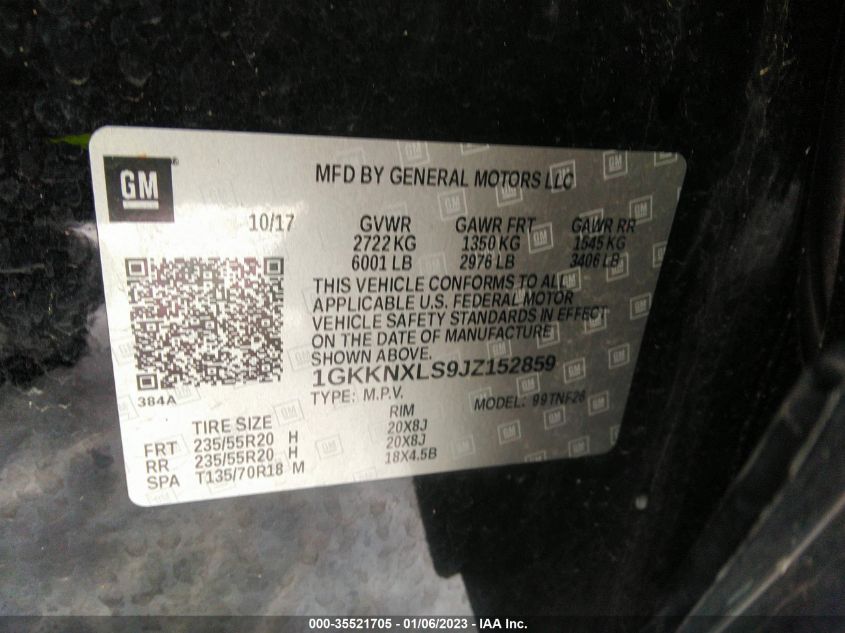 GM
MFD BY GENERAL MOTORS LLC
10/17 GVWR GAWR FRT GAWR RR
2722 KG 1350 KG 1545 KG
6001 LB 2976 LB 3406 LB
THIS VEHICLE CONFORMS TO ALL
APPLICABLE U.S. FEDERAL MOTOR
VEHICLE SAFETY STANDARDS IN EFFECT
ON THE DATE OF MANUFACTURE
SHOWN ABOVE.
1GKKNXLS9JZ152859
384A
TYPE: M.P.V. MODEL: 99TNF26
TIRE SIZE RIM
FRT 235/55R20 H 20X8J
RR 235/55R20 H 20X8J
SPA T135/70R18 M 18X4.5B
000-35521705 - 01/06/2023 - IAA Inc.